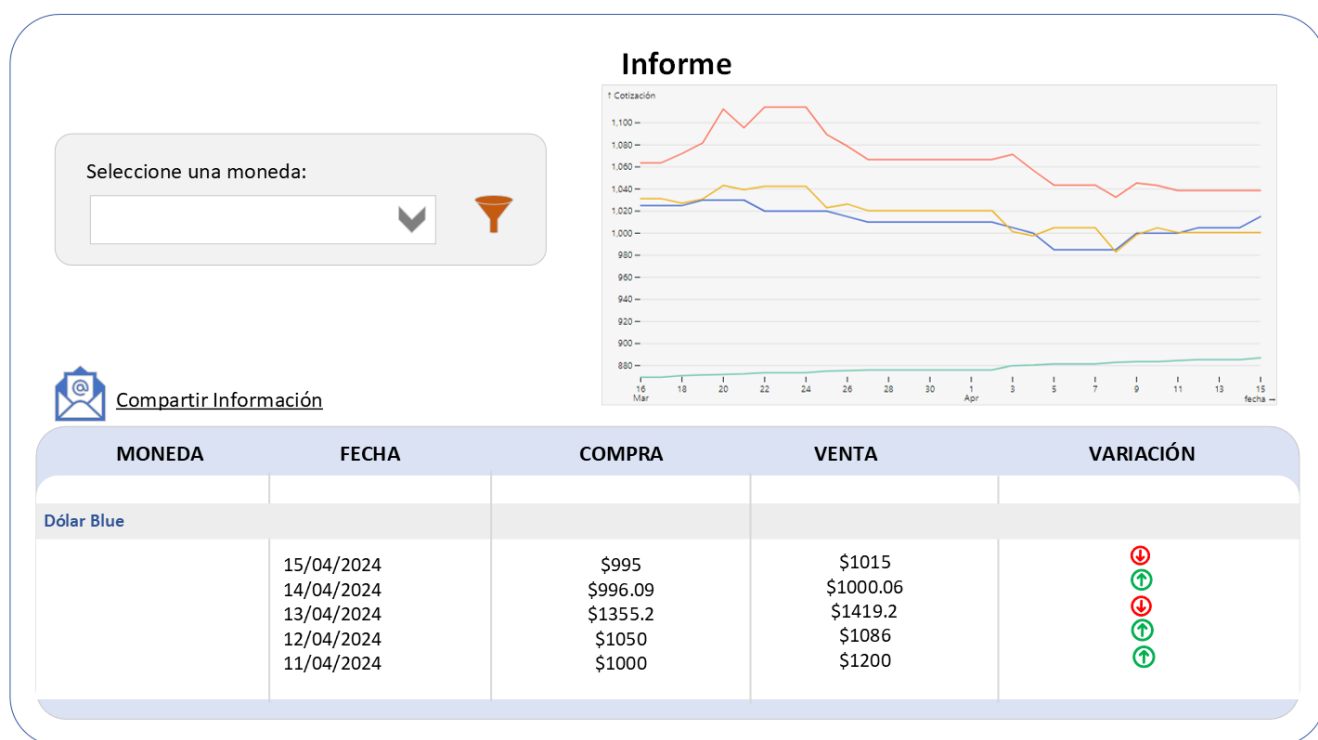 Informe
↑ Cotización
1,100
1,080
1,060
1,040
1,020
1,000
980
960
940
920
900
880
16 18 20 22 24 26 28 30 1 3 5 7 9 11 13 15
Mar Apr fecha →
Seleccione una moneda:
@
Compartir Información
MONEDA FECHA COMPRA VENTA VARIACIÓN
Dólar Blue
15/04/2024 $995 $1015
14/04/2024 $996.09 $1000.06
13/04/2024 $1355.2 $1419.2
12/04/2024 $1050 $1086
11/04/2024 $1000 $1200